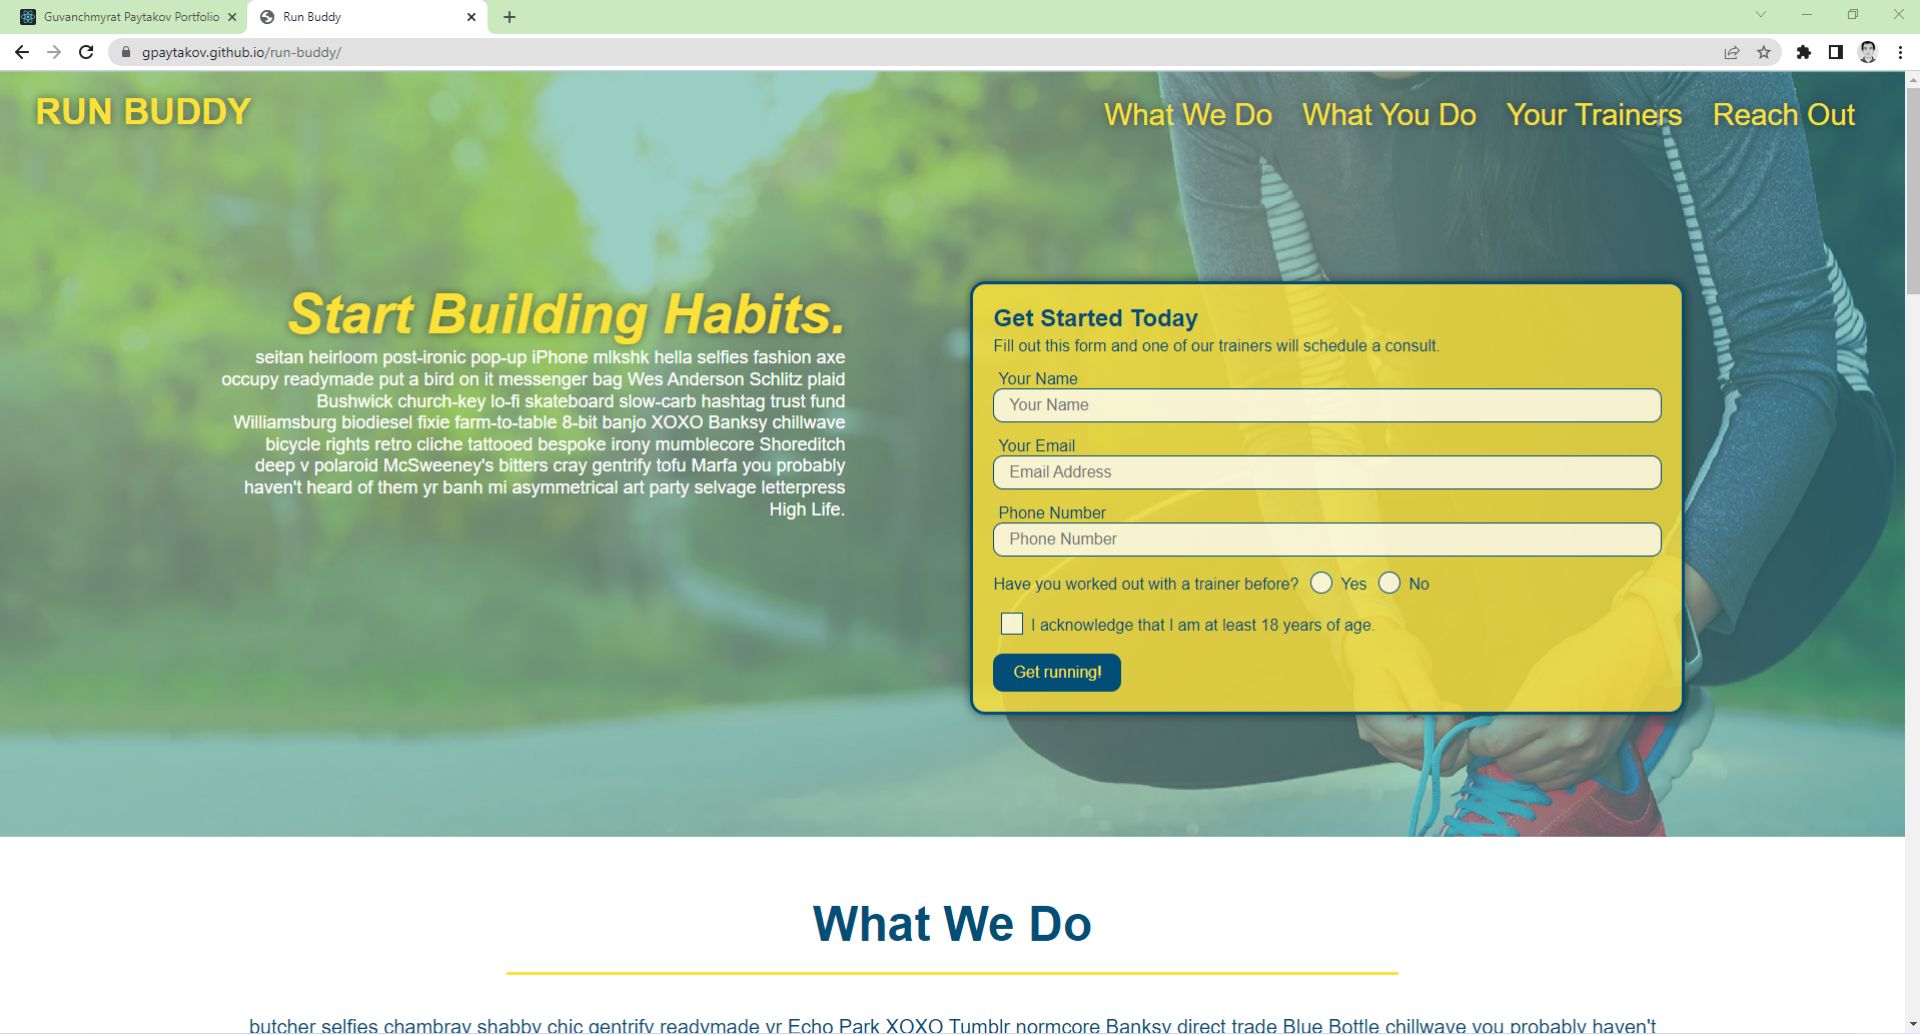 Guvanchmyrat Paytakov Portfolio
Run Buddy
gpaytakov.github.io/run-buddy/
RUN BUDDY
What We Do
What You Do
Your Trainers
Reach Out
Start Building Habits.
seitan heirloom post-ironic pop-up iPhone mlkshk hella selfies fashion axe
occupy readymade put a bird on it messenger bag Wes Anderson Schlitz plaid
Bushwick church-key lo-fi skateboard slow-carb hashtag trust fund
Williamsburg biodiesel fixie farm-to-table 8-bit banjo XOXO Banksy chillwave
bicycle rights retro cliche tattooed bespoke irony mumblecore Shoreditch
deep v polaroid McSweeney's bitters cray gentrify tofu Marfa you probably
haven't heard of them yr banh mi asymmetrical art party selvage letterpress
High Life.
Get Started Today
Fill out this form and one of our trainers will schedule a consult.
Your Name
Your Name
Your Email
Email Address
Phone Number
Phone Number
Have you worked out with a trainer before? Yes No
I acknowledge that I am at least 18 years of age.
Get running!
What We Do
butcher selfies chambray shabby chic gentrify readymade yr Echo Park XOXO Tumblr normcore Banksy direct trade Blue Bottle chillwave you probably haven't